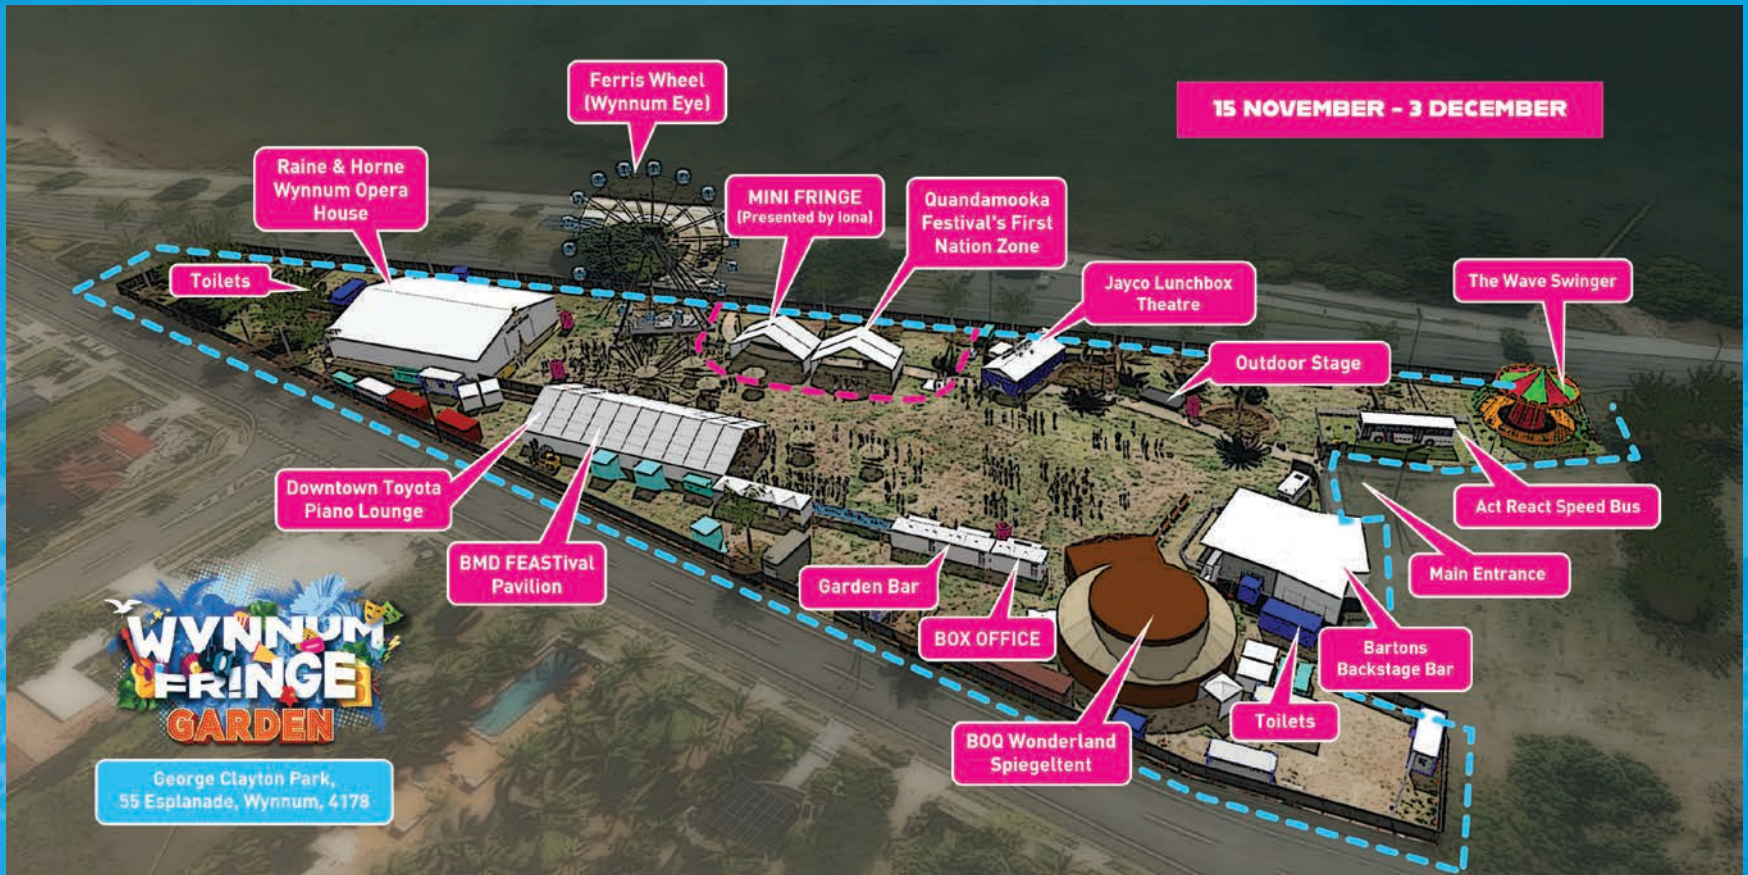 15 NOVEMBER - 3 DECEMBER
Ferris Wheel
(Wynnum Eye)
Raine & Horne
Wynnum Opera
House
MINI FRINGE
(Presented by Iona)
Quandamooka
Festival's First
Nation Zone
Toilets
Jayco Lunchbox
Theatre
The Wave Swinger
Outdoor Stage
Downtown Toyota
Piano Lounge
Act React Speed Bus
BMD FEASTival
Pavilion
Garden Bar
Main Entrance
BOX OFFICE
Bartons
Backstage Bar
Toilets
BOQ Wonderland
Spiegeltent
WYNNUM
FRINGE
GARDEN
George Clayton Park,
55 Esplanade, Wynnum, 4178